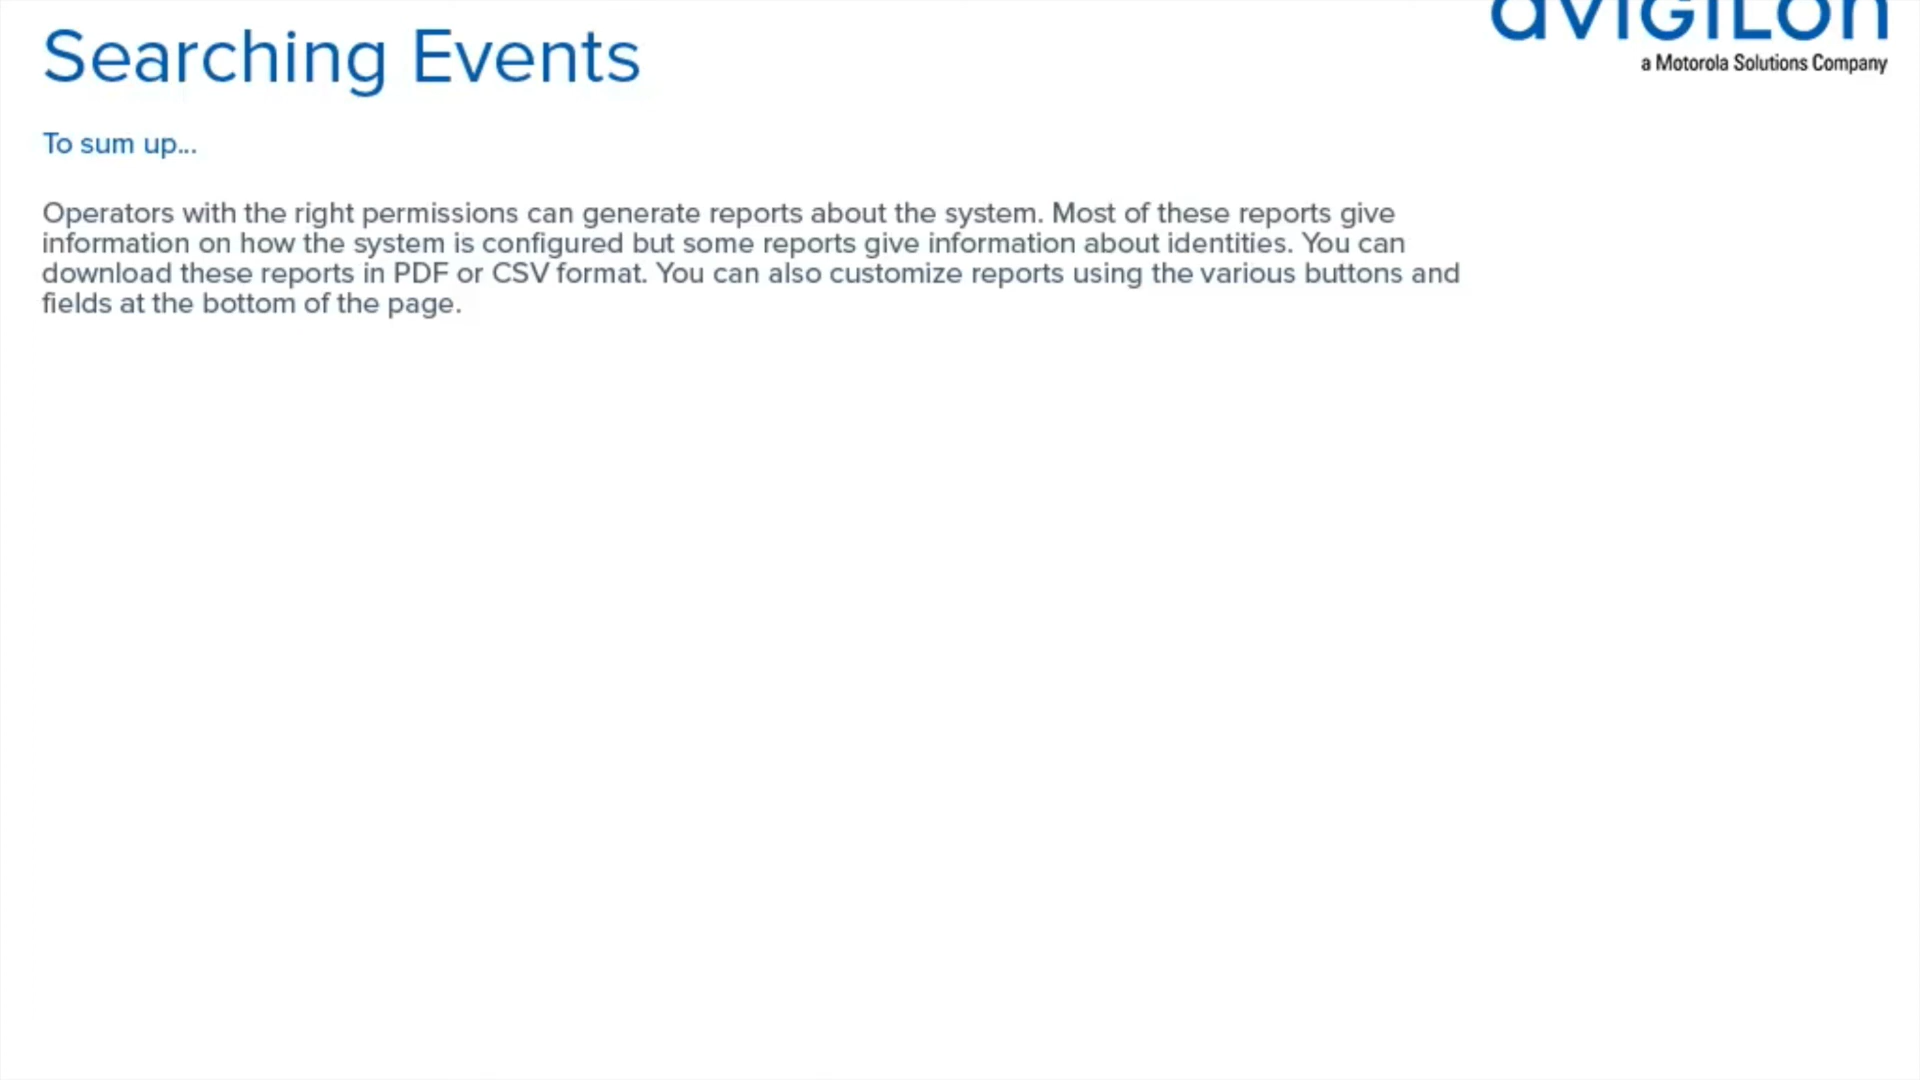 Searching Events
avigilon
a Motorola Solutions Company
To sum up...
Operators with the right permissions can generate reports about the system. Most of these reports give
information on how the system is configured but some reports give information about identities. You can
download these reports in PDF or CSV format. You can also customize reports using the various buttons and
fields at the bottom of the page.